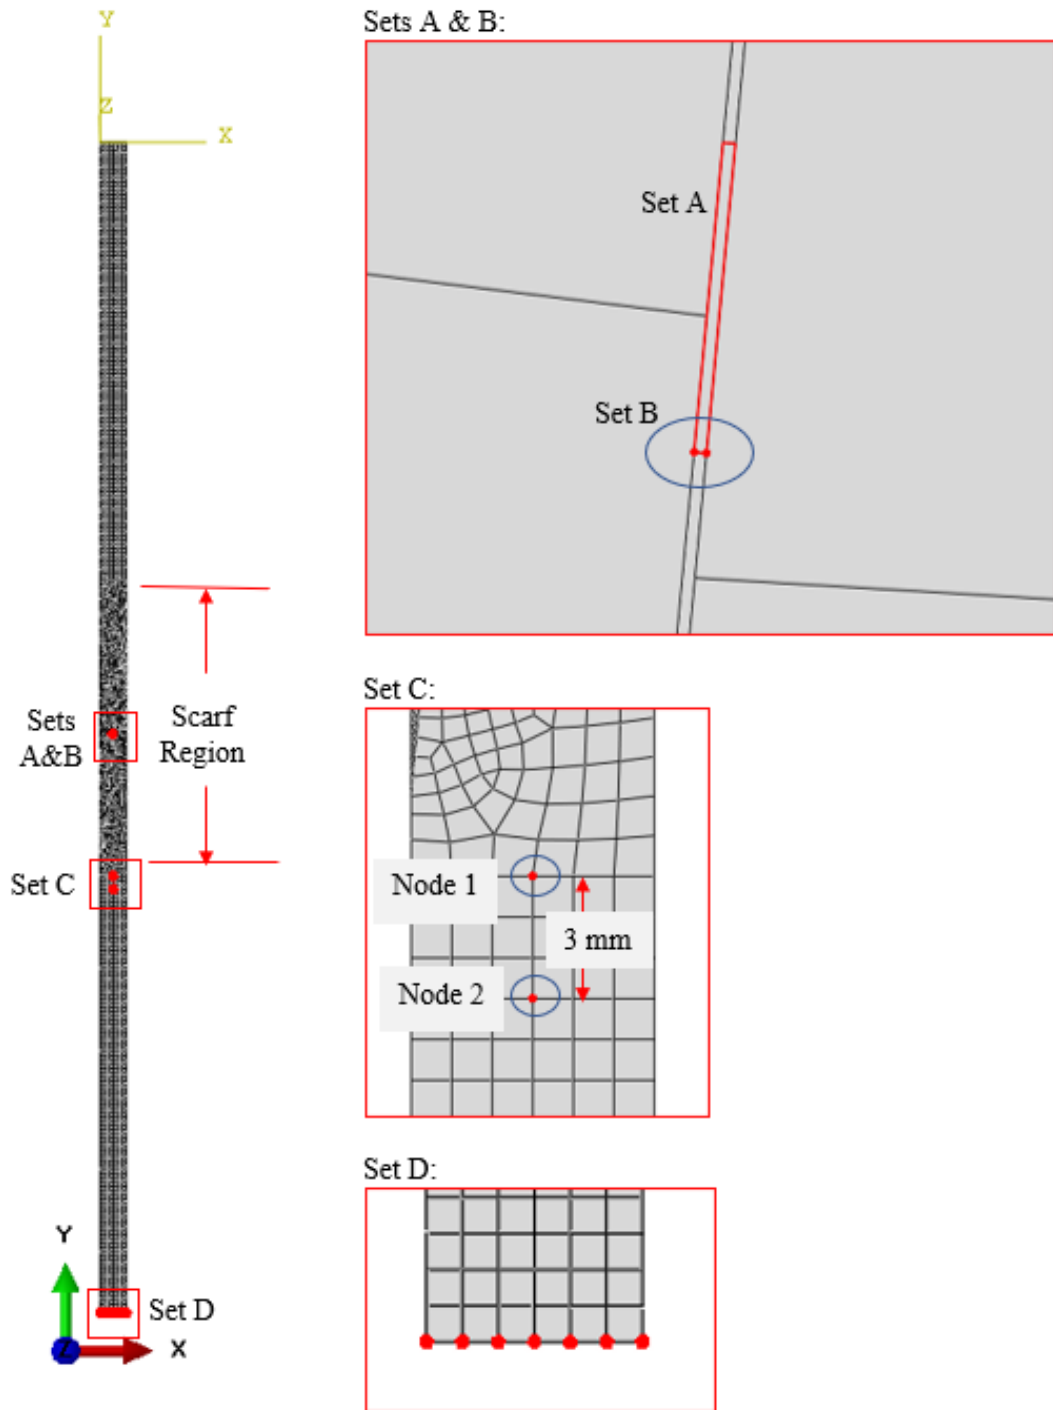 Y
Z
X
Sets A & B:
Set A
Set B
Sets
A&B
Scarf
Region
Set C
Set C:
Node 1
3 mm
Node 2
Set D:
Y
Set D
Z
X